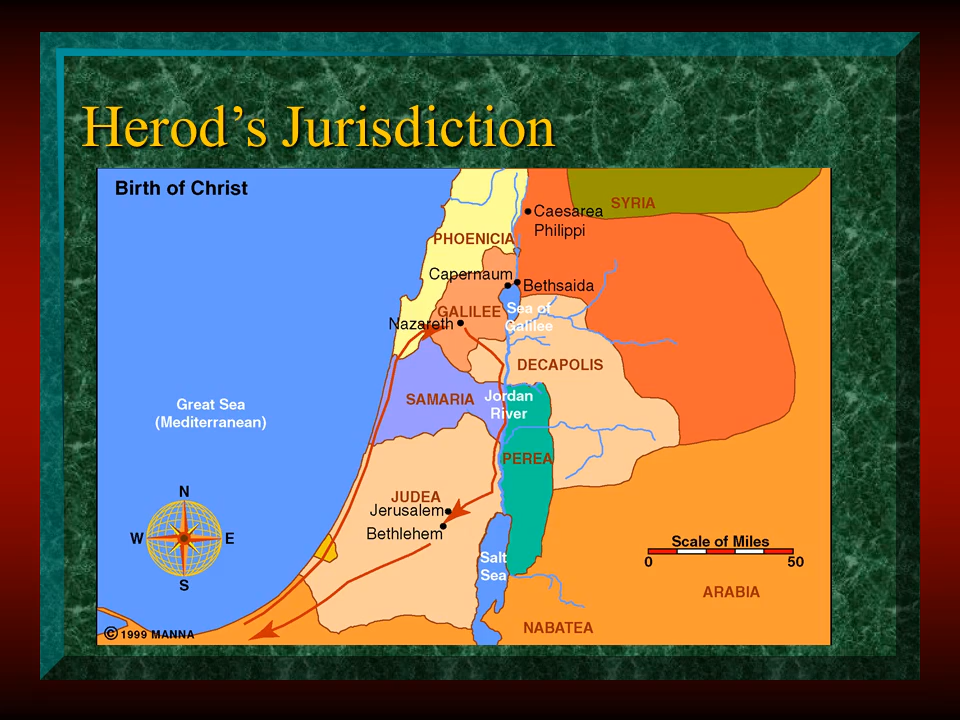 Herod’s Jurisdiction
Birth of Christ
SYRIA
Caesarea
Philippi
PHOENICIA
Capernaum
Bethsaida
GALILEE
Sea of
Galilee
Nazareth
DECAPOLIS
SAMARIA
Jordan
River
Great Sea
(Mediterranean)
PEREA
JUDEA
Jerusalem
Bethlehem
N
W
E
S
Salt
Sea
Scale of Miles
0
50
ARABIA
NABATEA
© 1999 MANNA